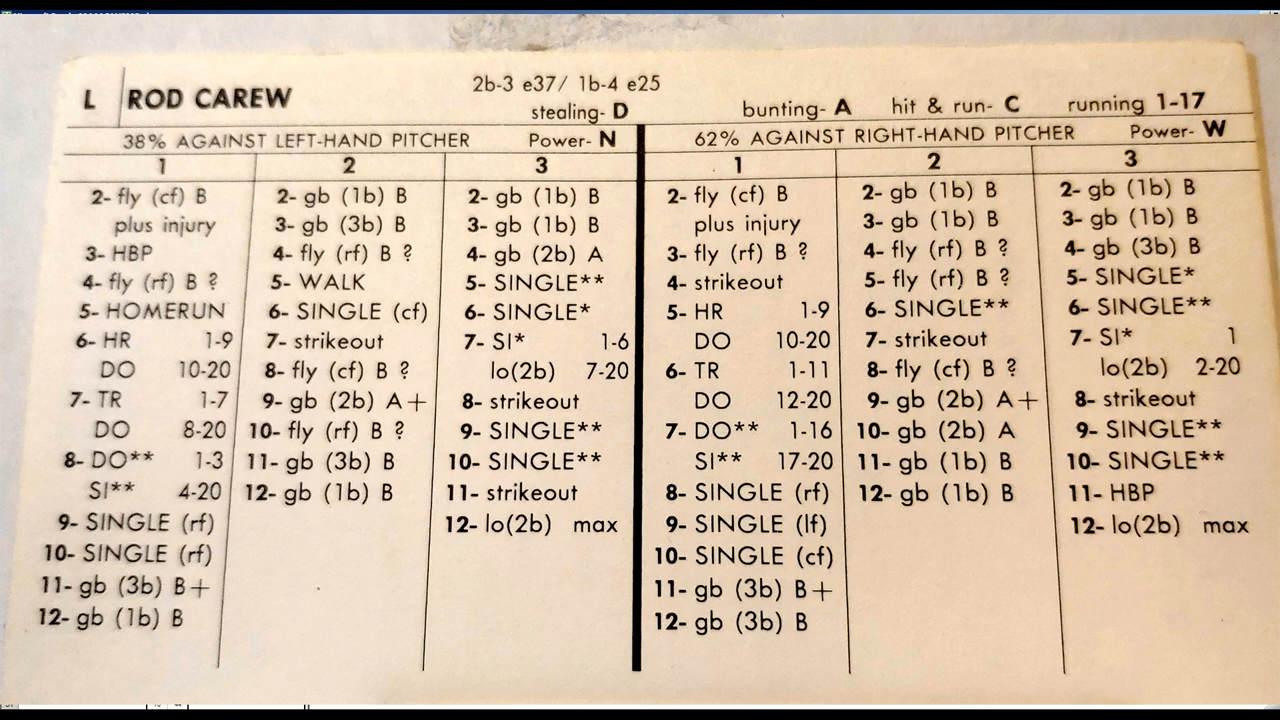 L ROD CAREW 2b-3 e37/ 1b-4 e25
stealing- D bunting- A hit & run- C running 1-17
38% AGAINST LEFT-HAND PITCHER Power- N
1 2 3
2- fly (cf) B 2- gb (1b) B 2- gb (1b) B
plus injury 3- gb (3b) B 3- gb (1b) B
3- HBP 4- fly (rf) B ? 4- gb (2b) A
4- fly (rf) B ? 5- WALK 5- SINGLE**
5- HOMERUN 6- SINGLE (cf) 6- SINGLE*
6- HR 1-9 7- strikeout 7- SI* 1-6
DO 10-20 8- fly (cf) B ? lo(2b) 7-20
7- TR 1-7 9- gb (2b) A+ 8- strikeout
DO 8-20 10- fly (rf) B ? 9- SINGLE**
8- DO** 1-3 11- gb (3b) B 10- SINGLE**
SI** 4-20 12- gb (1b) B 11- strikeout
9- SINGLE (rf) 12- lo(2b) max
10- SINGLE (rf)
11- gb (3b) B+
12- gb (1b) B
62% AGAINST RIGHT-HAND PITCHER Power- W
1 2 3
2- fly (cf) B 2- gb (1b) B 2- gb (1b) B
plus injury 3- gb (1b) B 3- gb (1b) B
3- fly (rf) B ? 4- fly (rf) B ? 4- gb (3b) B
4- strikeout 5- fly (rf) B ? 5- SINGLE*
5- HR 1-9 6- SINGLE** 6- SINGLE**
DO 10-20 7- strikeout 7- SI* 1
6- TR 1-11 8- fly (cf) B ? lo(2b) 2-20
DO 12-20 9- gb (2b) A+ 8- strikeout
7- DO** 1-16 10- gb (2b) A 9- SINGLE**
SI** 17-20 11- gb (1b) B 10- SINGLE**
8- SINGLE (rf) 12- gb (1b) B 11- HBP
9- SINGLE (lf) 12- lo(2b) max
10- SINGLE (cf)
11- gb (3b) B+
12- gb (3b) B